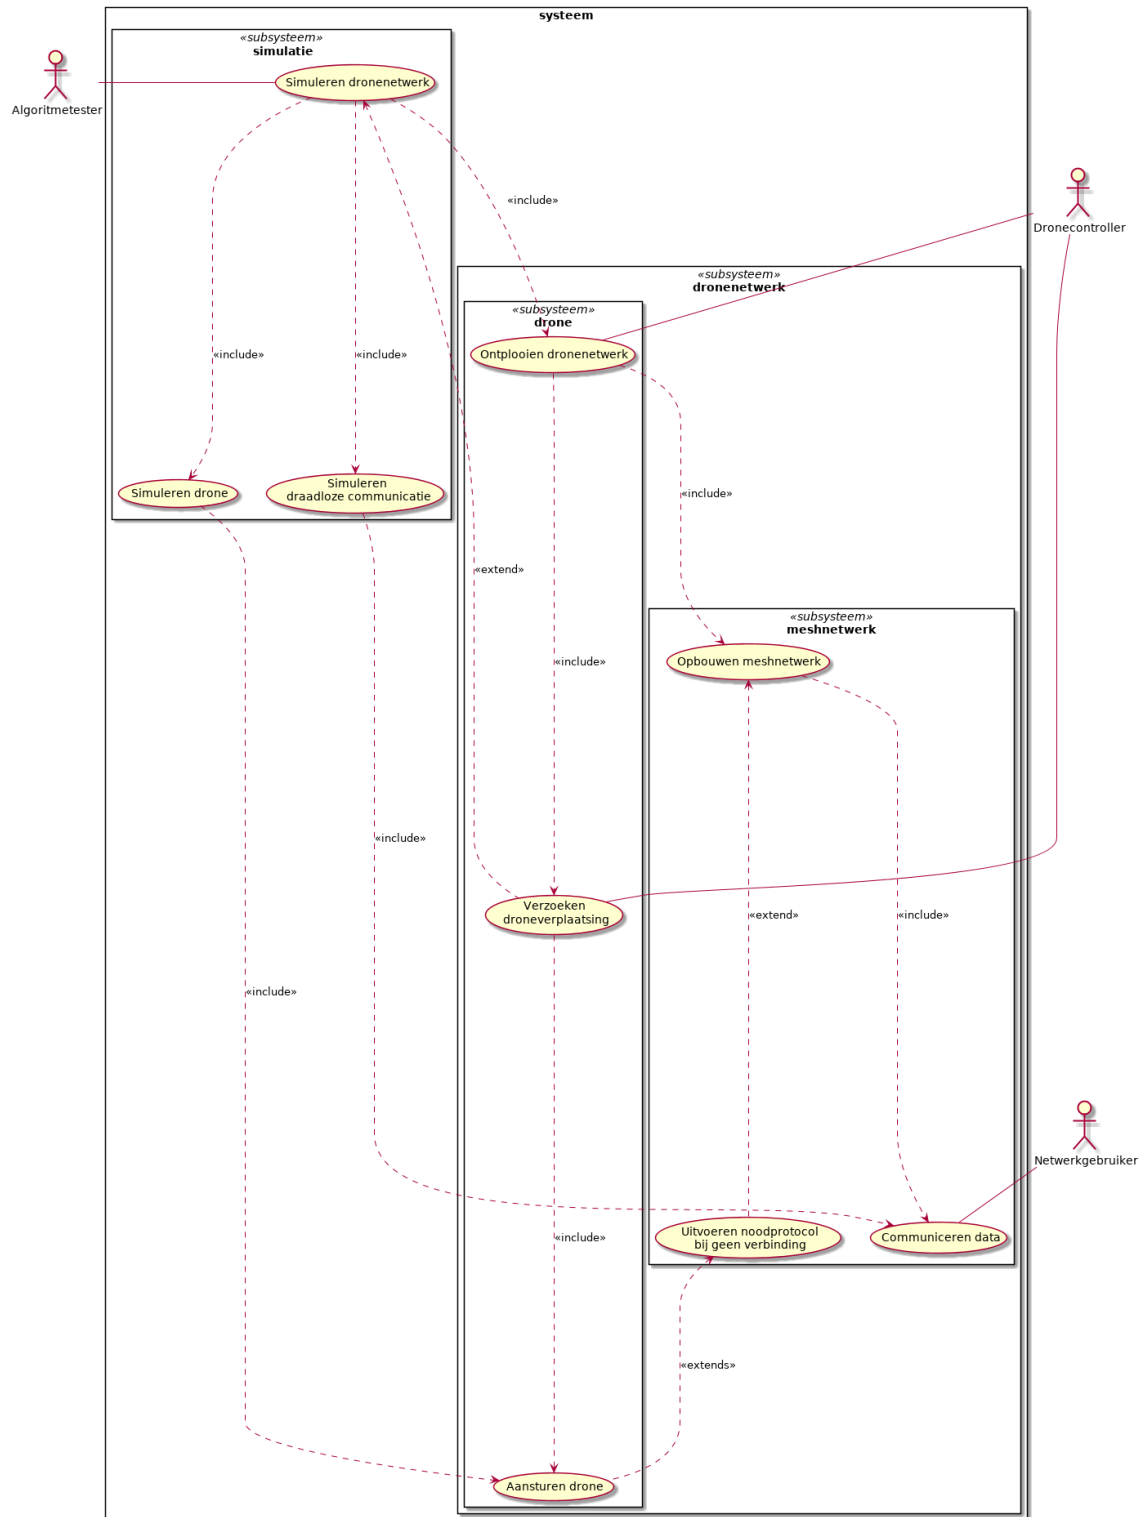 systeem
«subsysteem»
simulatie
Simuleren dronenetwerk
Algoritmetester
«include»
Dronecontroller
«subsysteem»
dronenetwerk
«subsysteem»
drone
Ontplooien dronenetwerk
«include»
«include»
Simuleren drone
Simuleren
draadloze communicatie
«include»
«extend»
«subsysteem»
meshnetwerk
Opbouwen meshnetwerk
«include»
«include»
Verzoeken
droneverplaatsing
«extend»
«include»
«include»
Netwerkgebruiker
Uitvoeren noodprotocol
bij geen verbinding
Communiceren data
«include»
«extends»
Aansturen drone